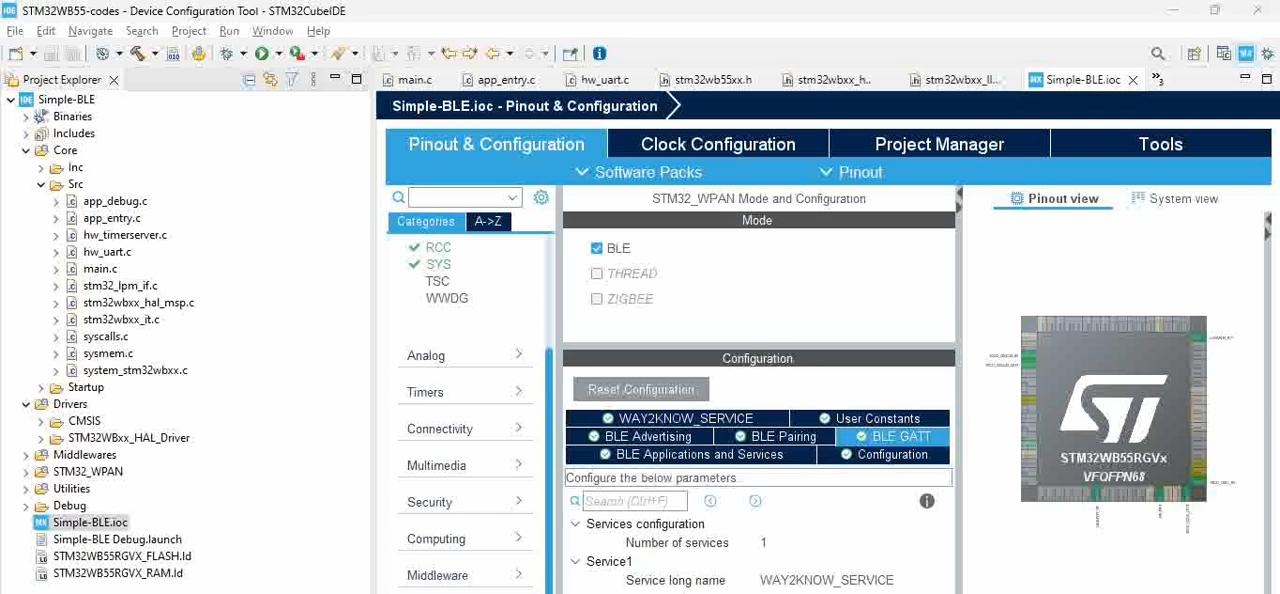 STM32WB55-codes - Device Configuration Tool - STM32CubeIDE
File Edit Navigate Search Project Run Window Help
Project Explorer
main.c
app_entry.c
hw_uart.c
stm32wb55xx.h
stm32wbxx_h..
stm32wbxx_ll...
Simple-BLE.ioc
Simple-BLE
Binaries
Includes
Core
Inc
Src
app_debug.c
app_entry.c
hw_timerserver.c
hw_uart.c
main.c
stm32_lpm_if.c
stm32wbxx_hal_msp.c
stm32wbxx_it.c
syscalls.c
sysmem.c
system_stm32wbxx.c
Startup
Drivers
CMSIS
STM32WBxx_HAL_Driver
Middlewares
STM32_WPAN
Utilities
Debug
Simple-BLE.ioc
Simple-BLE Debug.launch
STM32WB55RGVX_FLASH.ld
STM32WB55RGVX_RAM.ld
Simple-BLE.ioc - Pinout & Configuration
Pinout & Configuration
Clock Configuration
Project Manager
Tools
Software Packs
Pinout
Categories
A->Z
RCC
SYS
TSC
WWDG
Analog
Timers
Connectivity
Multimedia
Security
Computing
Middleware
STM32_WPAN Mode and Configuration
Mode
BLE
THREAD
ZIGBEE
Configuration
Reset Configuration
WAY2KNOW_SERVICE
User Constants
BLE Advertising
BLE Pairing
BLE GATT
BLE Applications and Services
Configuration
Configure the below parameters
Search (Ctrl+F)
Services configuration
Number of services 1
Service1
Service long name WAY2KNOW_SERVICE
Pinout view
System view
STM32WB55RGVx
VFQFPN68